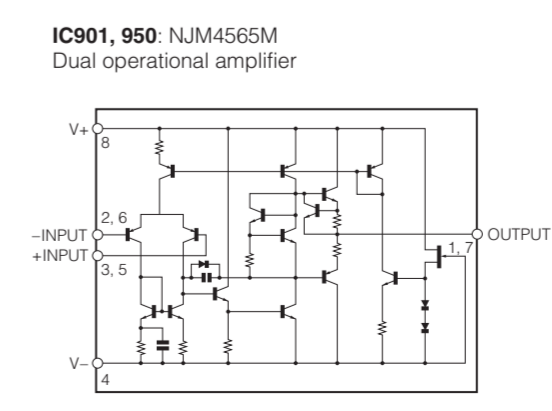 IC901, 950: NJM4565M
Dual operational amplifier
V+
8
2, 6
–INPUT
+INPUT
3, 5
1, 7
OUTPUT
V–
4